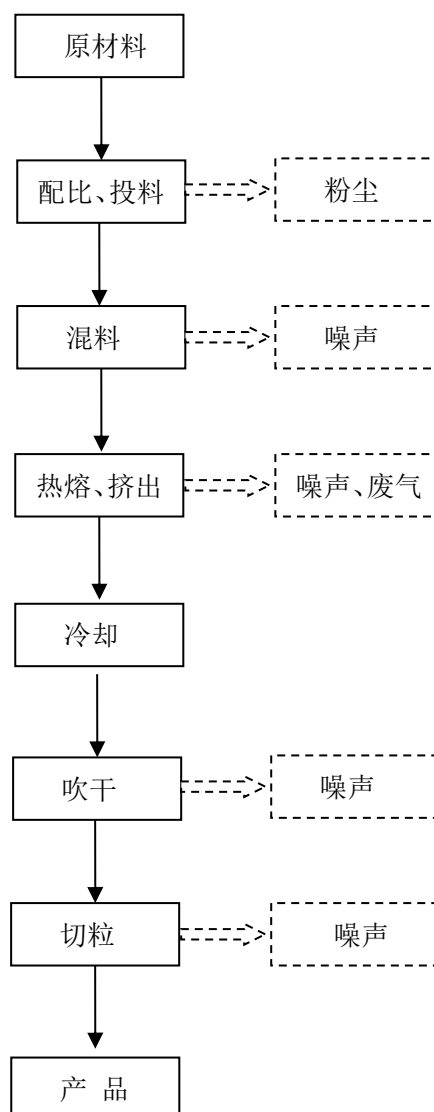 原材料
配比、投料
粉尘
混料
噪声
热熔、挤出
噪声、废气
冷却
吹干
噪声
切粒
噪声
产 品